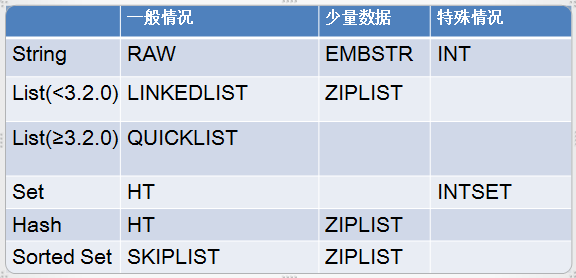 一般情况 少量数据 特殊情况
String RAW EMBSTR INT
List(<3.2.0) LINKEDLIST ZIPLIST
List(≥3.2.0) QUICKLIST
Set HT INTSET
Hash HT ZIPLIST
Sorted Set SKIPLIST ZIPLIST